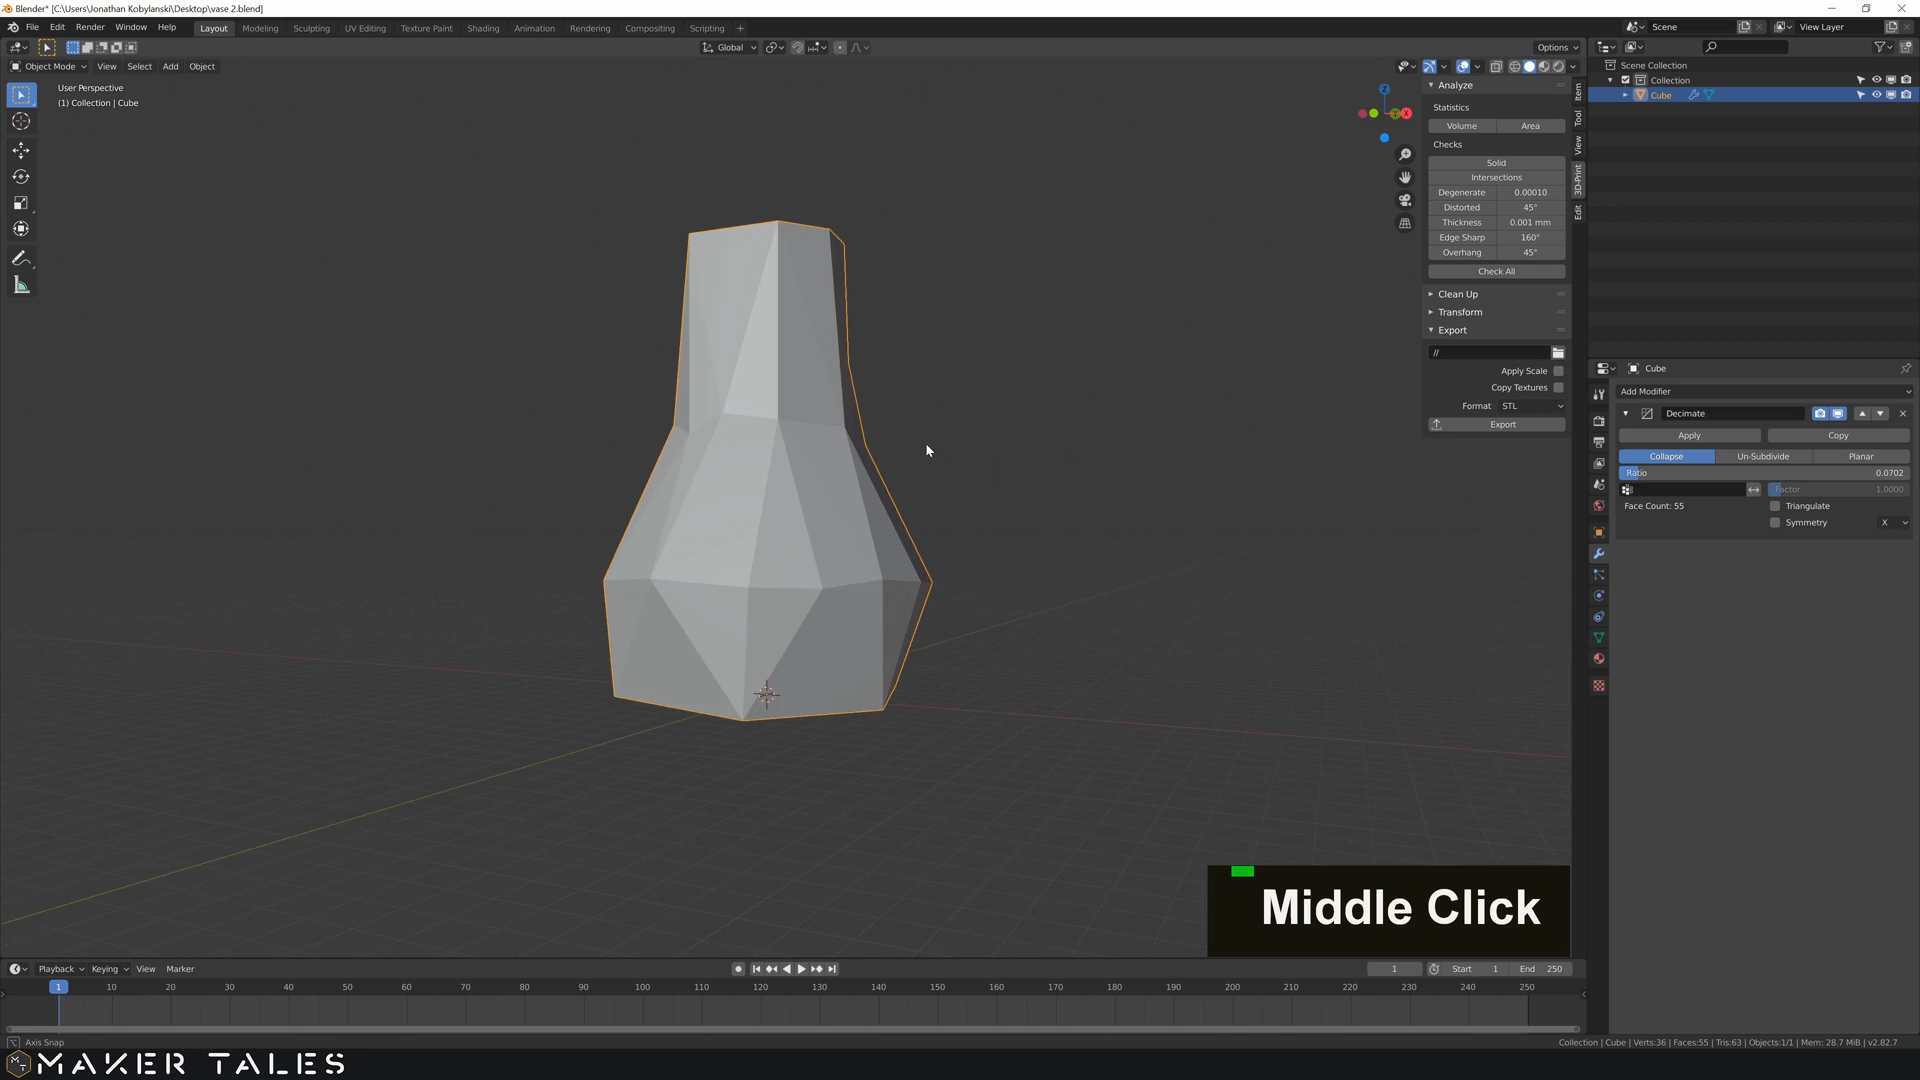 Blender* [C:\Users\Jonathan Kobylanski\Desktop\vase 2.blend]
File Edit Render Window Help Layout Modeling Sculpting UV Editing Texture Paint Shading Animation Rendering Compositing Scripting +
Scene View Layer
Global Options
Object Mode View Select Add Object
User Perspective
(1) Collection | Cube
Z
Y X
Analyze
Statistics
Volume Area
Checks
Solid
Intersections
Degenerate 0.00010
Distorted 45°
Thickness 0.001 mm
Edge Sharp 160°
Overhang 45°
Check All
Clean Up
Transform
Export
//
Apply Scale
Copy Textures
Format STL
Export
Item
Tool
View
3D-Print
Edit
Scene Collection
Collection
Cube
Cube
Add Modifier
Decimate
Apply Copy
Collapse Un-Subdivide Planar
Ratio 0.0702
Factor 1.0000
Face Count: 55 Triangulate
Symmetry X
Middle Click
Playback Keying View Marker
1 Start 1 End 250
1 10 20 30 40 50 60 70 80 90 100 110 120 130 140 150 160 170 180 190 200 210 220 230 240 250
Axis Snap
Collection | Cube | Verts:36 | Faces:55 | Tris:63 | Objects:1/1 | Mem: 28.7 MiB | v2.82.7
MAKER TALES